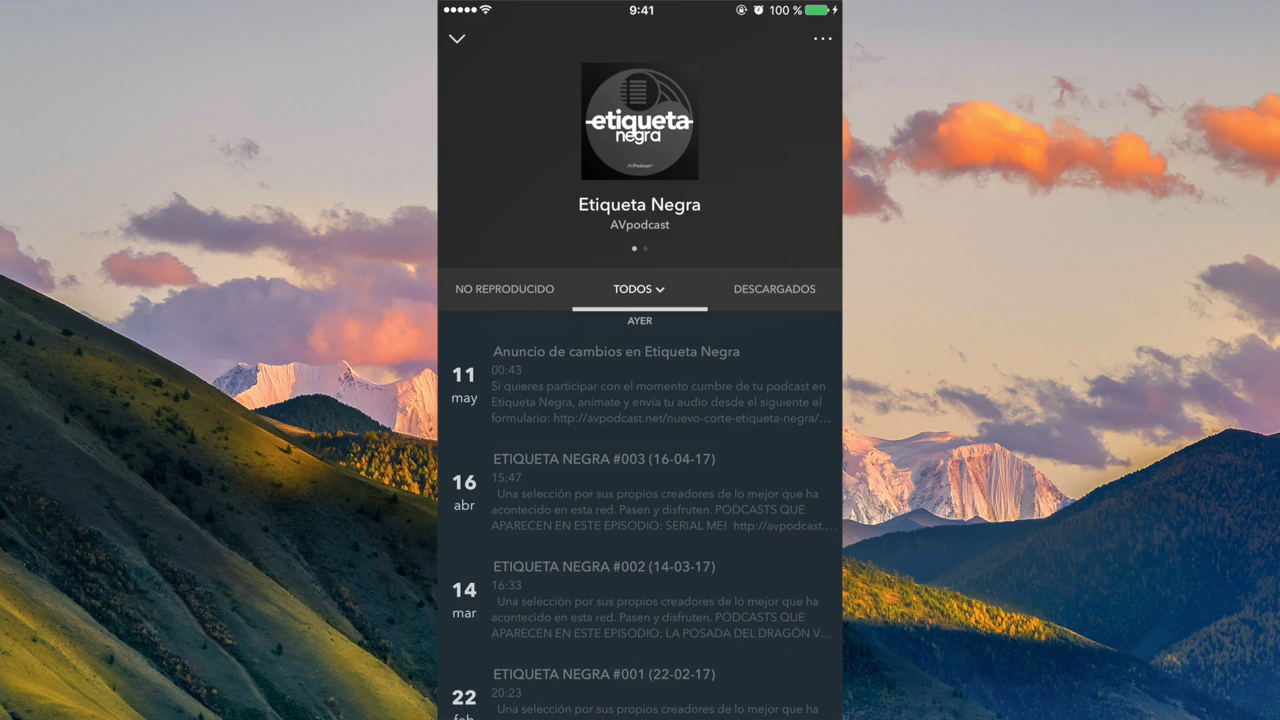 9:41
100 %
etiqueta
negra
AVPodcast
Etiqueta Negra
AVpodcast
NO REPRODUCIDO
TODOS
DESCARGADOS
AYER
11
may
Anuncio de cambios en Etiqueta Negra
00:43
Si quieres participar con el momento cumbre de tu podcast en
Etiqueta Negra, anímate y envía tu audio desde el siguiente el
formulario: http://avpodcast.net/nuevo-corte-etiqueta-negra/…
16
abr
ETIQUETA NEGRA #003 (16-04-17)
15:47
Una selección por sus propios creadores de lo mejor que ha
acontecido en esta red. Pasen y disfruten. PODCASTS QUE
APARECEN EN ESTE EPISODIO: SERIAL ME! http://avpodcast.…
14
mar
ETIQUETA NEGRA #002 (14-03-17)
16:33
Una selección por sus propios creadores de lo mejor que ha
acontecido en esta red. Pasen y disfruten. PODCASTS QUE
APARECEN EN ESTE EPISODIO: LA POSADA DEL DRAGÓN V…
22
feb
ETIQUETA NEGRA #001 (22-02-17)
20:23
Una selección por sus propios creadores de lo mejor que ha